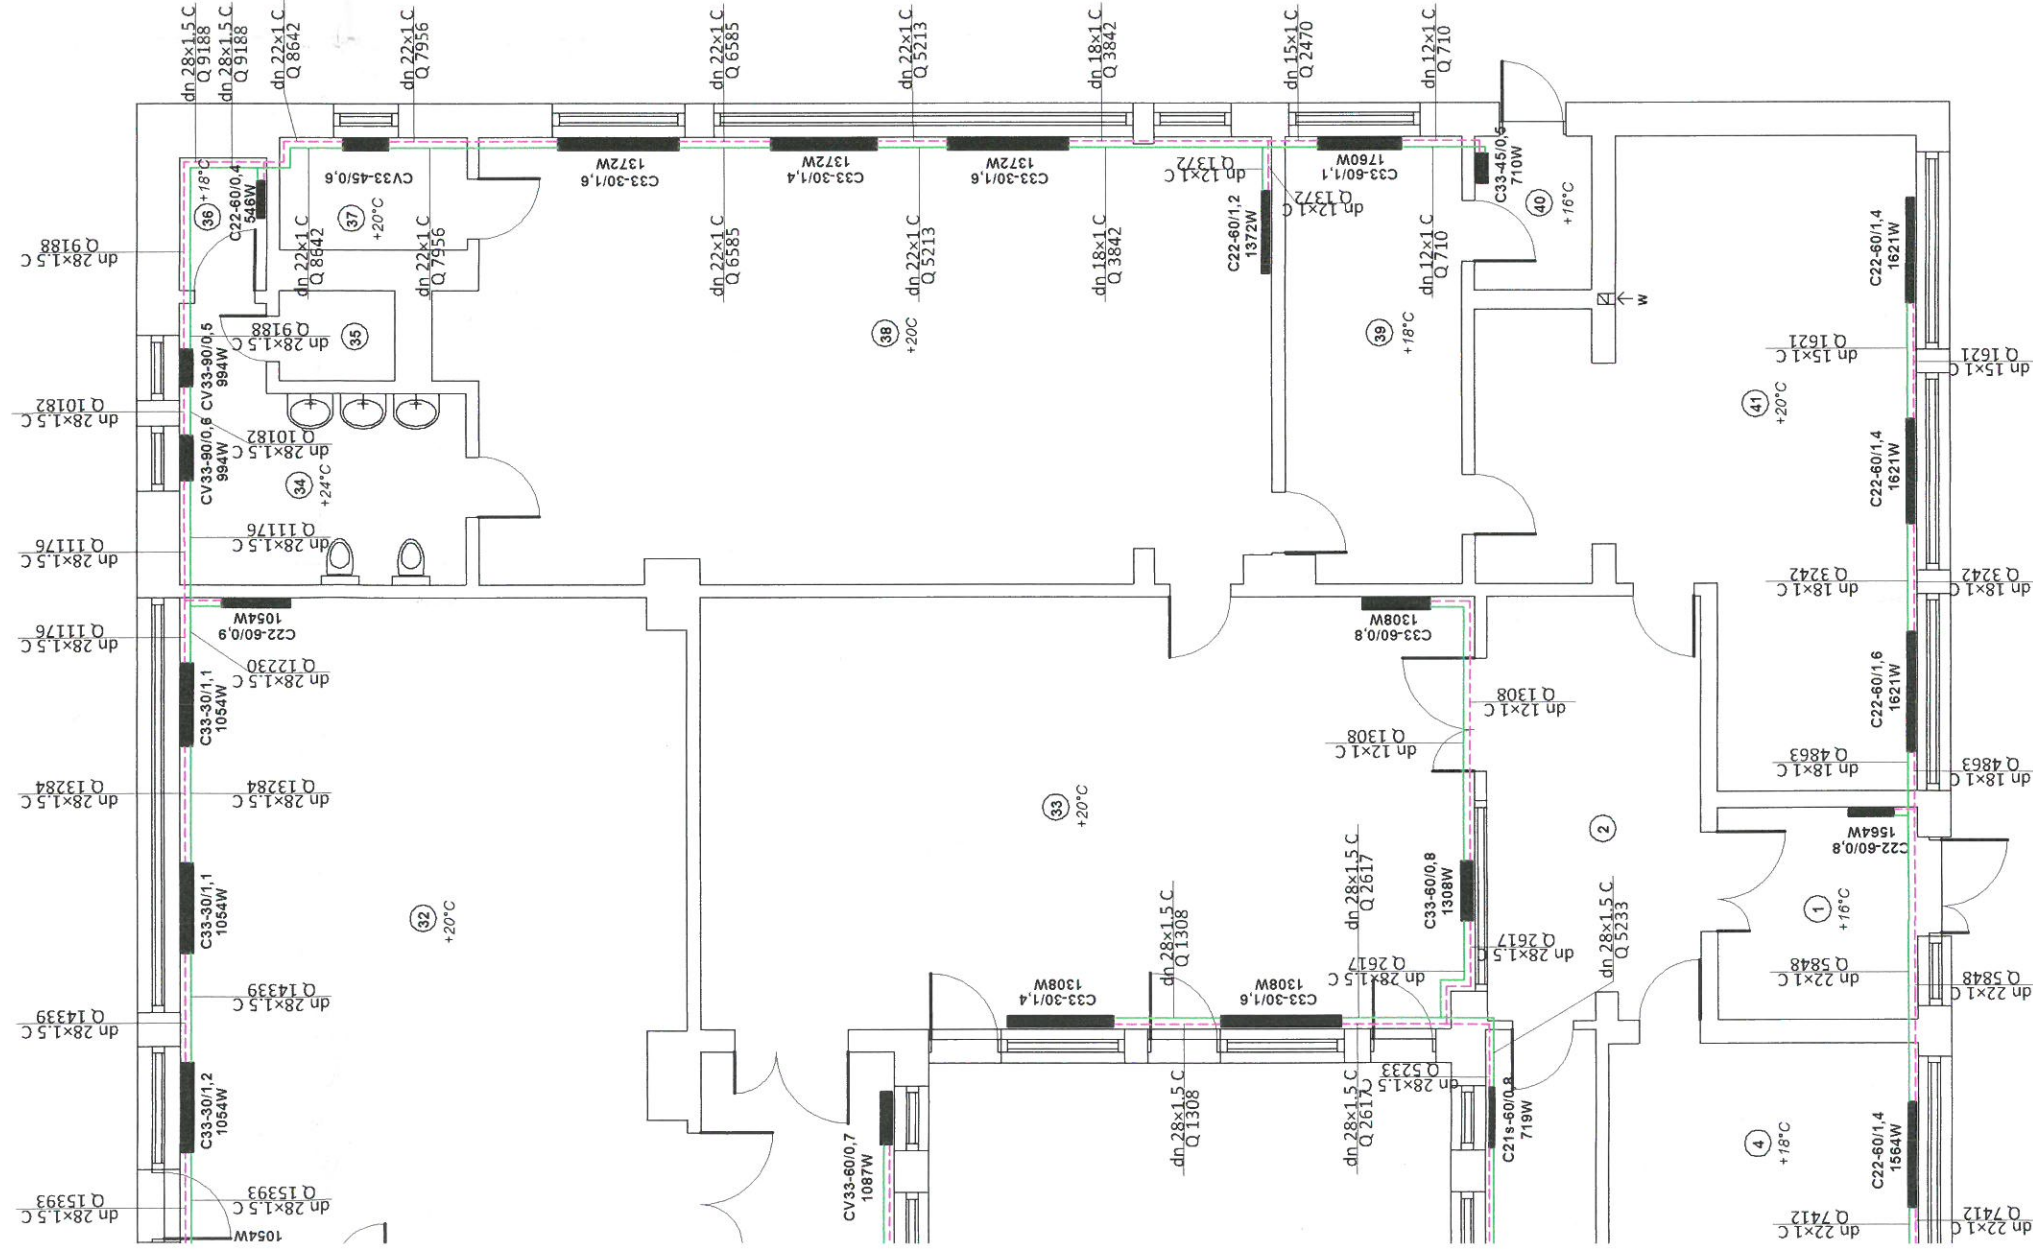 dn 28×1.5 C
Q 9188
dn 28×1.5 C
Q 9188
dn 22×1 C
Q 8642
dn 22×1 C
Q 7956
dn 22×1 C
Q 6585
dn 22×1 C
Q 5213
dn 18×1 C
Q 3842
dn 15×1 C
Q 2470
dn 12×1 C
Q 710
36
+18°C
C22-60/0,4
546W
37
+20°C
CV33-45/0,6
C33-30/1,6
1372W
C33-30/1,4
1372W
C33-30/1,6
1372W
dn 12×1 C
Q 1372
C33-60/1,1
1760W
C33-45/0,5
710W
40
+16°C
dn 28×1.5 C
Q 9188
dn 22×1 C
Q 8642
dn 22×1 C
Q 7956
dn 22×1 C
Q 6585
dn 22×1 C
Q 5213
dn 18×1 C
Q 3842
C22-60/1,2
1372W
dn 12×1 C
Q 1372
dn 12×1 C
Q 710
C22-60/1,4
1621W
w
CV33-90/0,5
994W
dn 28×1.5 C
Q 9188
35
38
+20C
39
+18°C
dn 15×1 C
Q 1621
dn 15×1 C
Q 1621
41
+20°C
dn 28×1.5 C
Q 10182
CV33-90/0,6
994W
dn 28×1.5 C
Q 10182
34
+24°C
C22-60/1,4
1621W
dn 28×1.5 C
Q 11176
dn 28×1.5 C
Q 11176
dn 18×1 C
Q 3242
dn 18×1 C
Q 3242
dn 28×1.5 C
Q 11176
C22-60/0,9
1054W
dn 28×1.5 C
Q 12230
C33-30/1,1
1054W
C33-60/0,8
1308W
dn 12×1 C
Q 1308
dn 12×1 C
Q 1308
C22-60/1,6
1621W
dn 18×1 C
Q 4863
dn 18×1 C
Q 4863
dn 28×1.5 C
Q 13284
dn 28×1.5 C
Q 13284
33
+20°C
2
C22-60/0,8
1564W
C33-30/1,1
1054W
32
+20°C
dn 28×1.5 C
Q 1308
dn 28×1.5 C
Q 2617
C33-60/0,8
1308W
1
+16°C
dn 28×1.5 C
Q 14339
dn 28×1.5 C
Q 14339
C33-30/1,4
1308W
C33-30/1,6
1308W
dn 28×1.5
Q 2617
dn 28×1.5
Q 2617
dn 28×1.5 C
Q 5233
dn 22×1 C
Q 5848
dn 22×1 C
Q 5848
C33-30/1,2
1054W
CV33-60/0,7
1087W
dn 28×1.5 C
Q 1308
dn 28×1.5 C
Q 2617
dn 28×1.5 C
Q 5233
C21s-60/0,8
719W
4
+18°C
C22-60/1,4
1564W
dn 28×1.5 C
Q 15393
dn 28×1.5 C
Q 15393
1054W
dn 22×1 C
Q 7412
dn 22×1 C
Q 7412